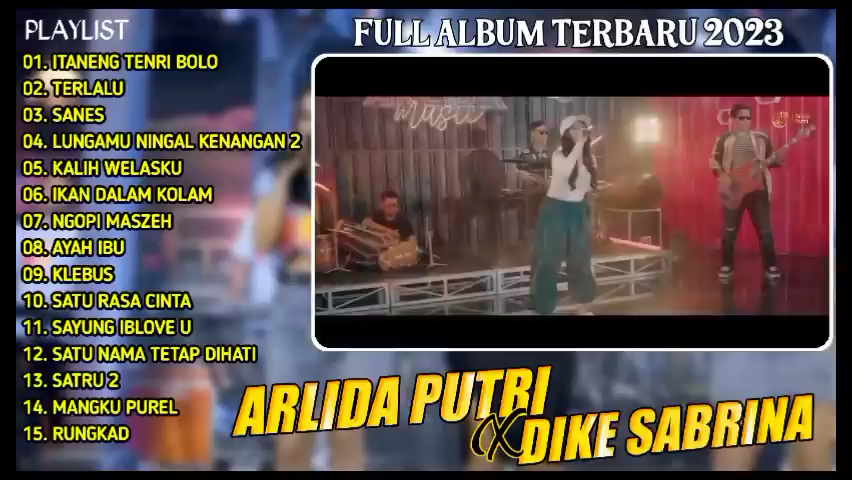 PLAYLIST
FULL ALBUM TERBARU 2023
01. ITANENG TENRI BOLO
02. TERLALU
03. SANES
04. LUNGAMU NINGAL KENANGAN 2
05. KALIH WELASKU
06. IKAN DALAM KOLAM
07. NGOPI MASZEH
08. AYAH IBU
09. KLEBUS
10. SATU RASA CINTA
11. SAYUNG IBLOVE U
12. SATU NAMA TETAP DIHATI
13. SATRU 2
14. MANGKU PUREL
15. RUNGKAD
music
ARLIDA PUTRI
X DIKE SABRINA